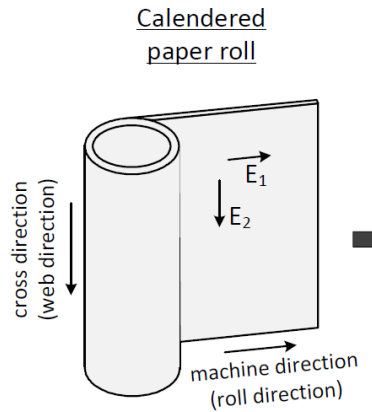 Calendered
paper roll
E₁
E₂
cross direction
(web direction)
machine direction
(roll direction)